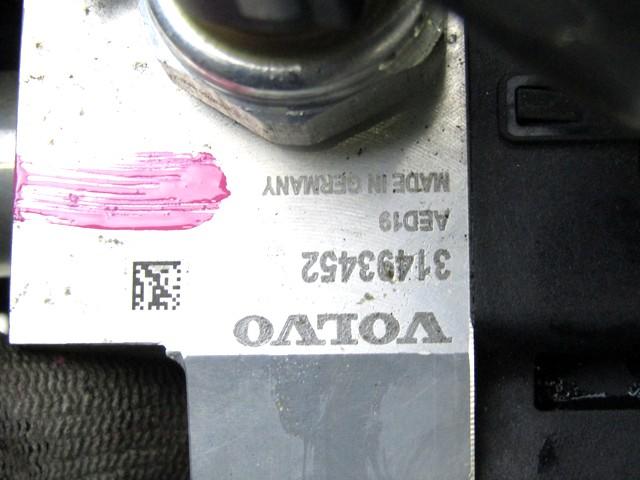 VOLVO
31493452
AED19
MADE IN GERMANY